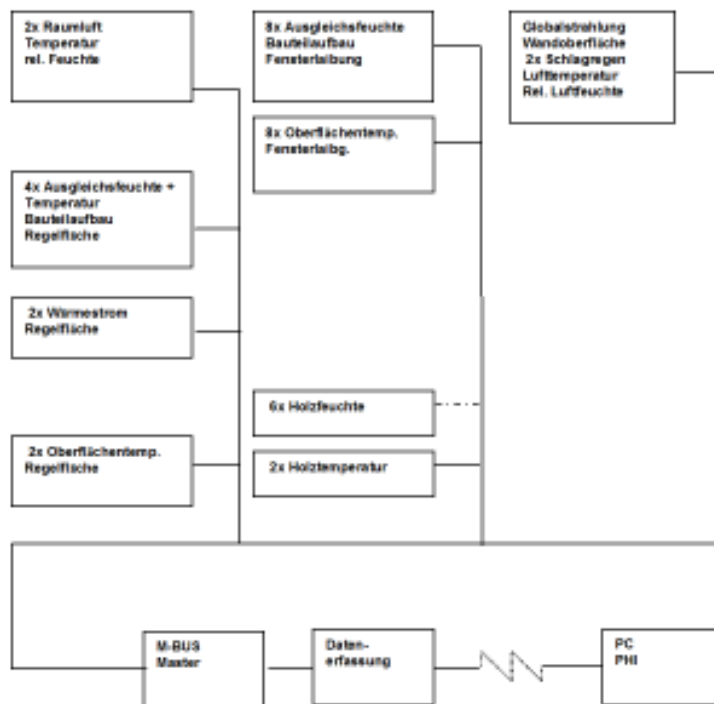 2x Raumluft
Temperatur
rel. Feuchte
8x Ausgleichsfeuchte
Bauteilaufbau
Fensterlaibung
Globalstrahlung
Wandoberfläche
2x Schlagregen
Lufttemperatur
Rel. Luftfeuchte
8x Oberflächentemp.
Fensterlaibg.
4x Ausgleichsfeuchte +
Temperatur
Bauteilaufbau
Regelfläche
2x Wärmestrom
Regelfläche
6x Holzfeuchte
2x Oberflächentemp.
Regelfläche
2x Holztemperatur
M-BUS
Master
Daten-
erfassung
PC
PHI